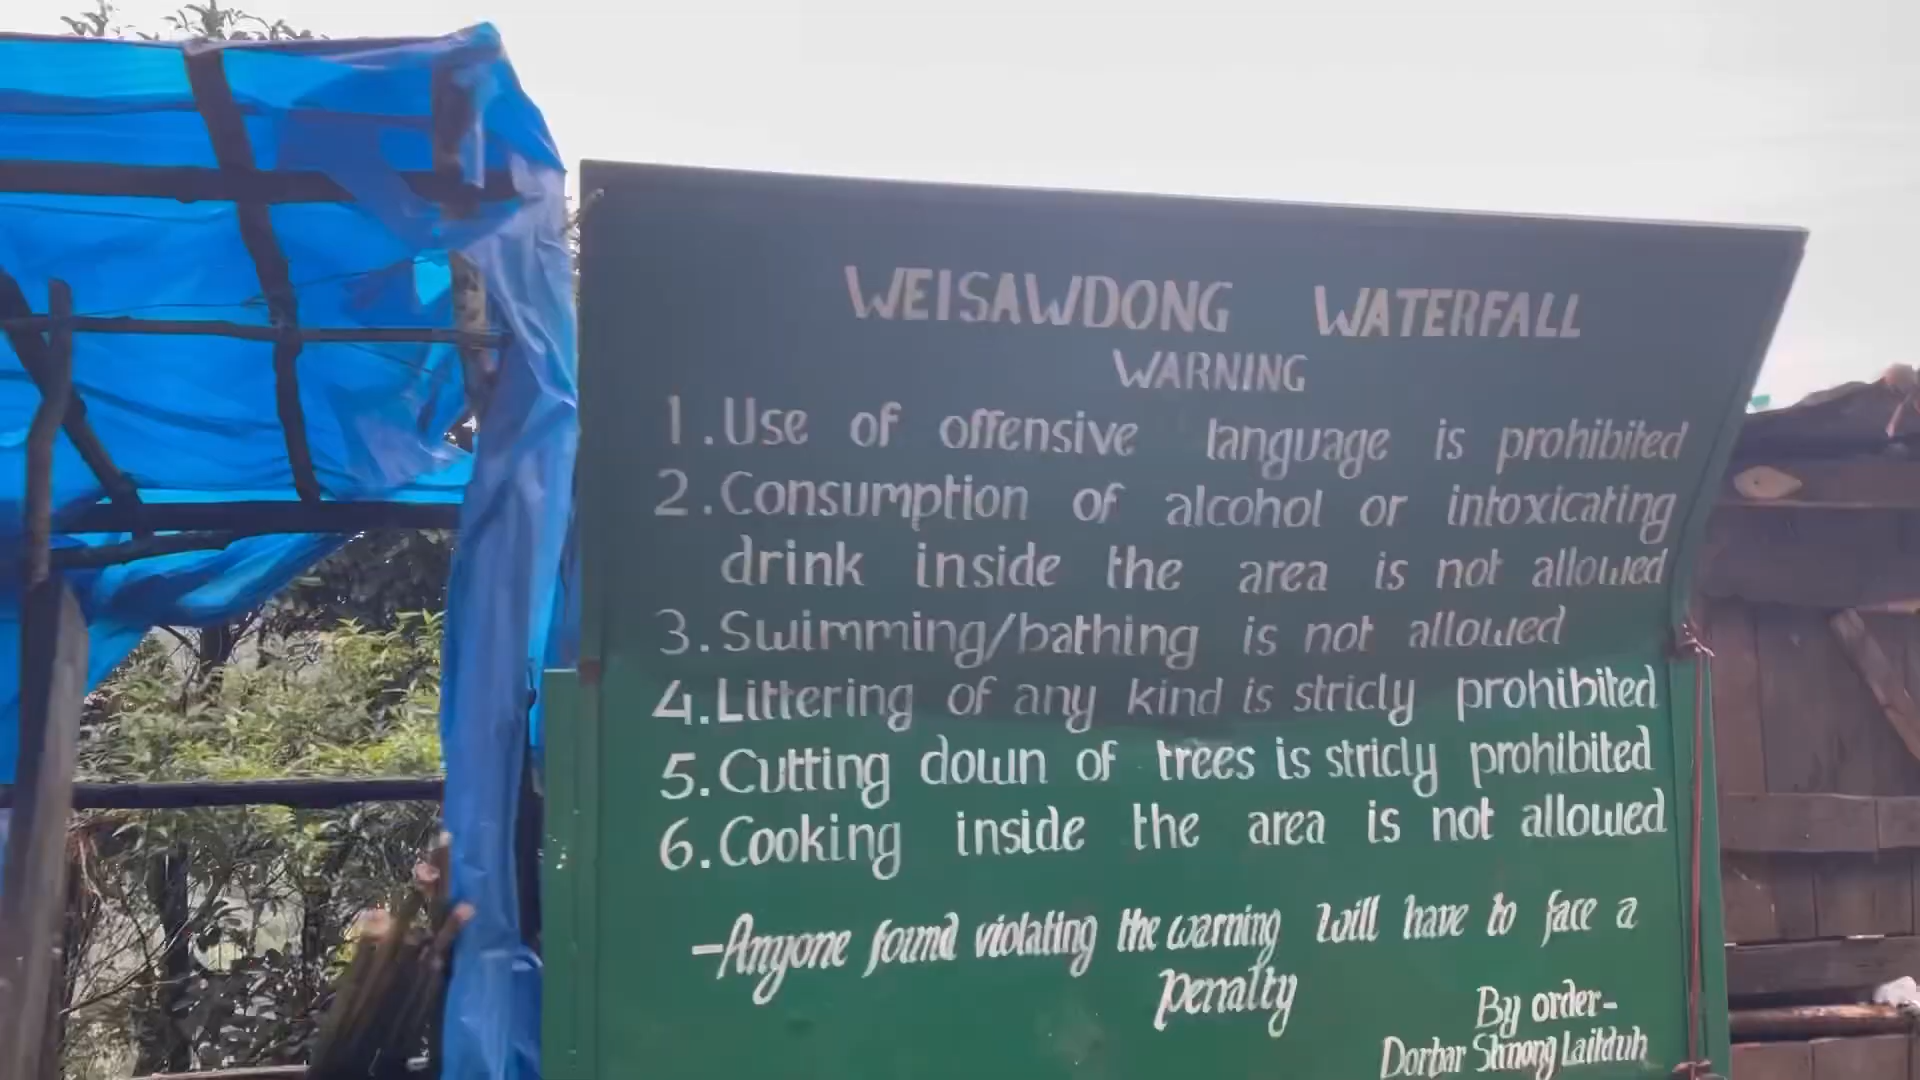 WEISAWDONG WATERFALL
WARNING
1. Use of offensive language is prohibited
2. Consumption of alcohol or intoxicating
drink inside the area is not allowed
3. Swimming/bathing is not allowed
4. Littering of any kind is stricly prohibited
5. Cutting down of trees is stricly prohibited
6. Cooking inside the area is not allowed
-Anyone found violating the warning will have to face a
penalty
By order-
Dorbar Shnong